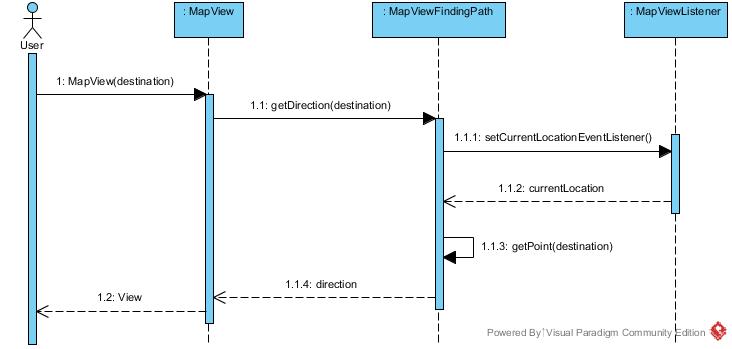 : MapView
: MapViewFindingPath
: MapViewListener
User
1: MapView(destination)
1.1: getDirection(destination)
1.1.1: setCurrentLocationEventListener()
1.1.2: currentLocation
1.1.3: getPoint(destination)
1.1.4: direction
1.2: View
Powered By Visual Paradigm Community Edition